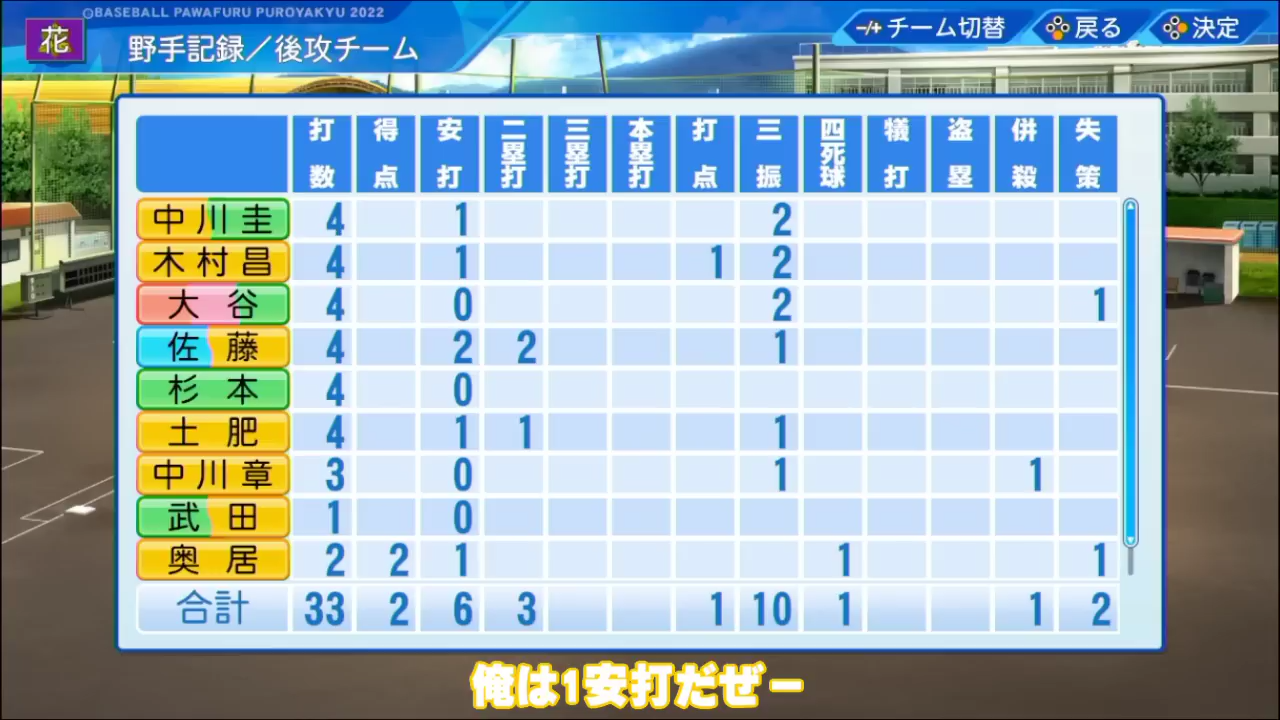 ©BASEBALL PAWAFURU PUROYAKYU 2022
花 野手記録／後攻チーム
-/+ チーム切替 戻る 決定
打数 得点 安打 二塁打 三塁打 本塁打 打点 三振 四死球 犠打 盗塁 併殺 失策
中川圭 4 1 2
木村昌 4 1 1 2
大谷 4 0 2 1
佐藤 4 2 2 1
杉本 4 0
土肥 4 1 1 1
中川章 3 0 1 1
武田 1 0
奥居 2 2 1 1 1
合計 33 2 6 3 1 10 1 1 2
俺は1安打だぜー